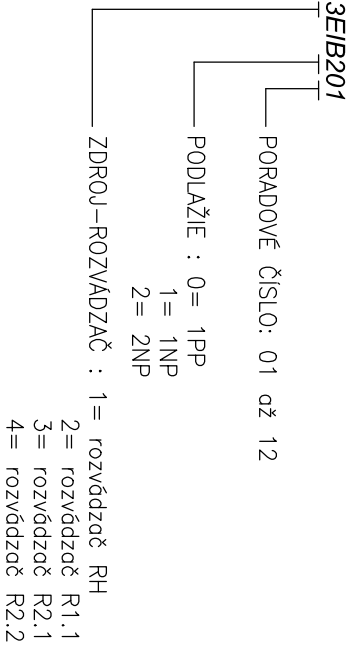 3EIB201
PORADOVÉ ČÍSLO: 01 až 12
PODLAŽIE : 0= 1PP
1= 1NP
2= 2NP
ZDROJ-ROZVÁDZAČ : 1= rozvádzač RH
2= rozvádzač R1.1
3= rozvádzač R2.1
4= rozvádzač R2.2